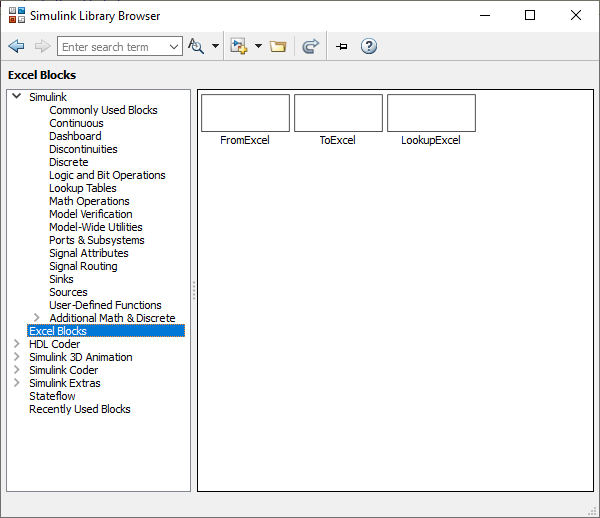 Simulink Library Browser
Enter search term
Excel Blocks
Simulink
Commonly Used Blocks
Continuous
Dashboard
Discontinuities
Discrete
Logic and Bit Operations
Lookup Tables
Math Operations
Model Verification
Model-Wide Utilities
Ports & Subsystems
Signal Attributes
Signal Routing
Sinks
Sources
User-Defined Functions
Additional Math & Discrete
Excel Blocks
HDL Coder
Simulink 3D Animation
Simulink Coder
Simulink Extras
Stateflow
Recently Used Blocks
FromExcel ToExcel LookupExcel